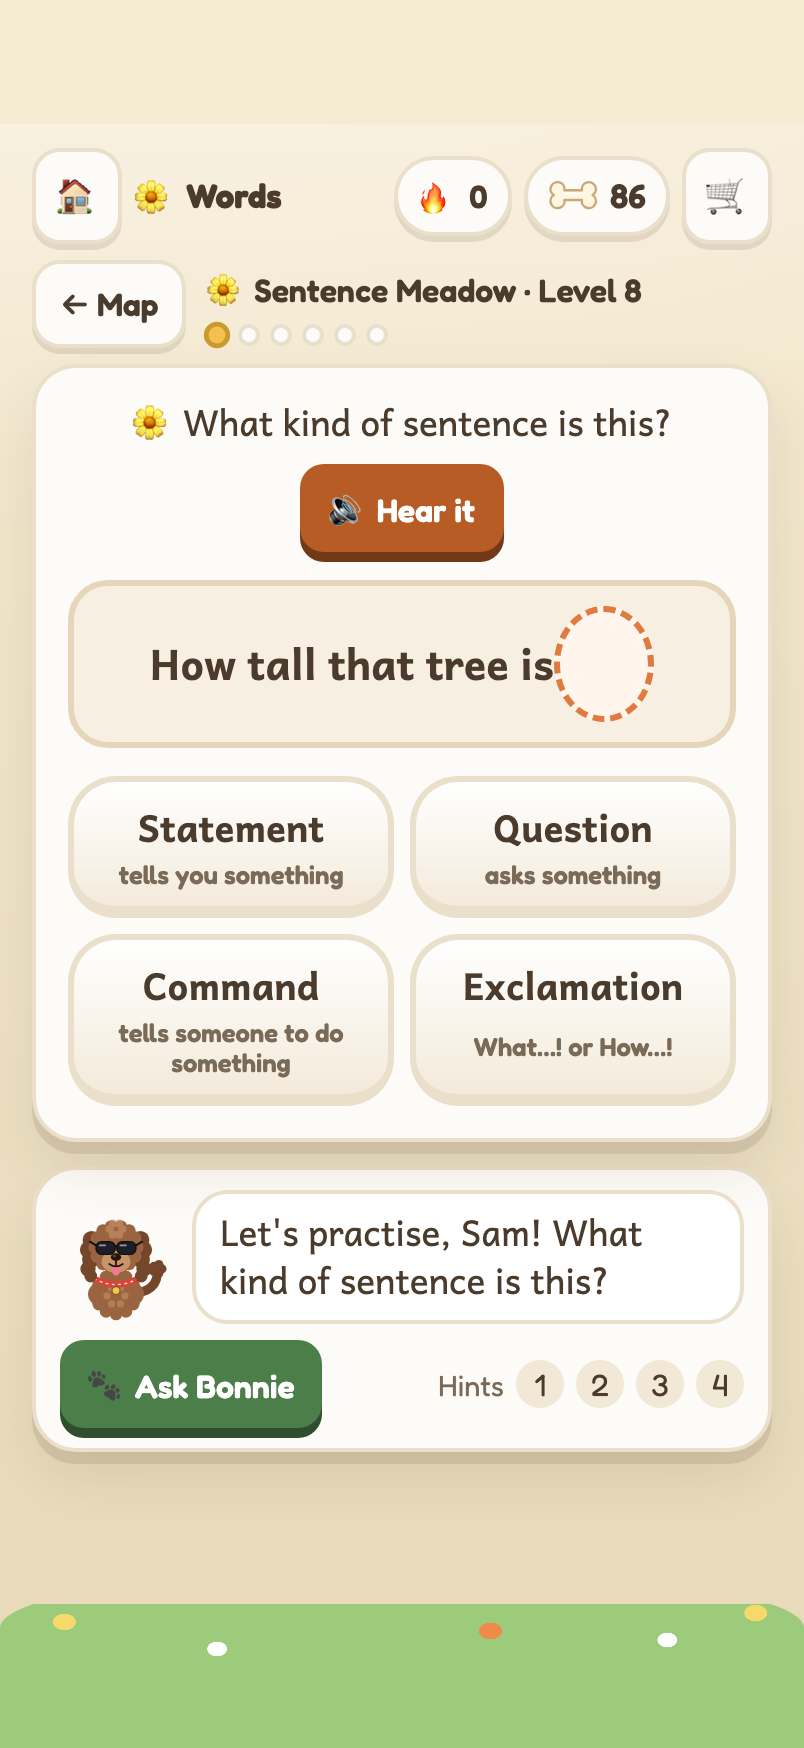 Words
0
86
← Map
Sentence Meadow · Level 8
What kind of sentence is this?
Hear it
How tall that tree is
Statement
tells you something
Question
asks something
Command
tells someone to do
something
Exclamation
What...! or How...!
Let's practise, Sam! What
kind of sentence is this?
Ask Bonnie
Hints 1 2 3 4